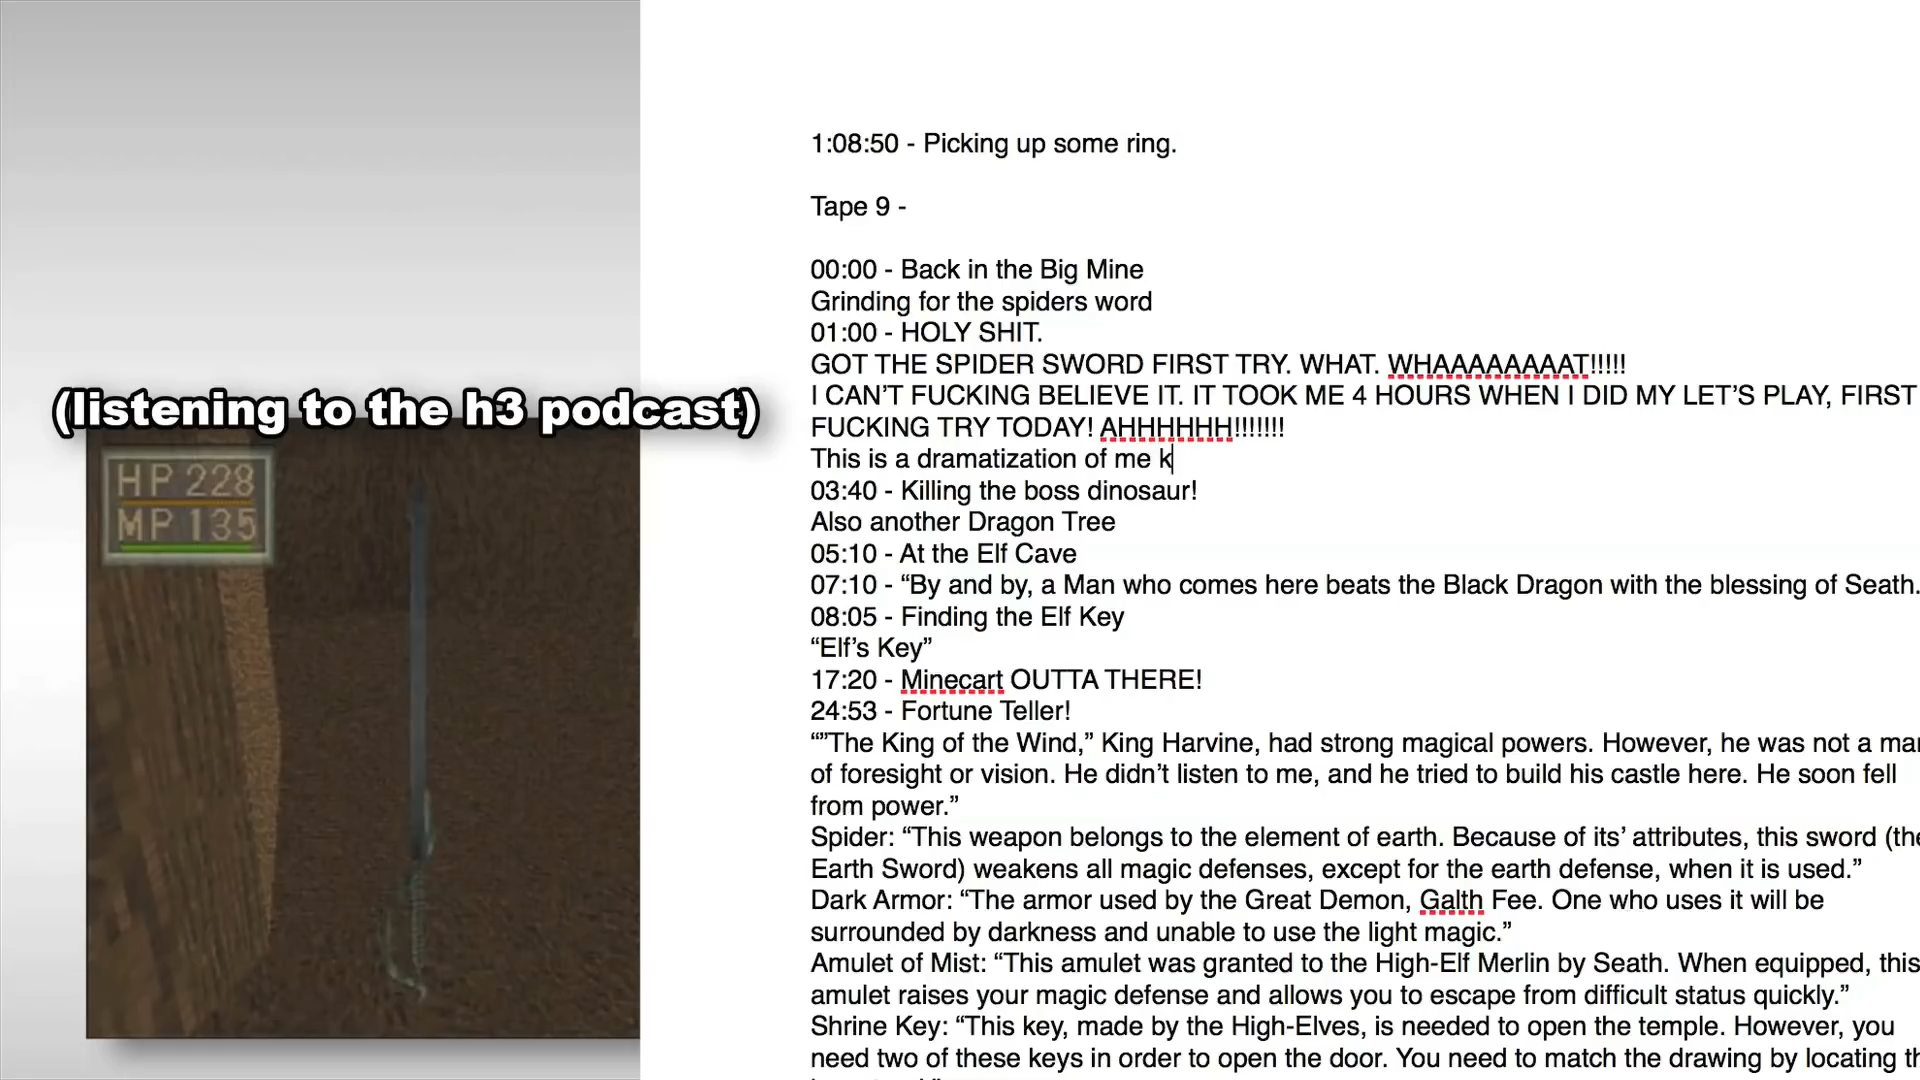 1:08:50 - Picking up some ring.
Tape 9 -
00:00 - Back in the Big Mine
Grinding for the spiders word
01:00 - HOLY SHIT.
GOT THE SPIDER SWORD FIRST TRY. WHAT. WHAAAAAAAAT!!!!!
I CAN’T FUCKING BELIEVE IT. IT TOOK ME 4 HOURS WHEN I DID MY LET’S PLAY, FIRST
FUCKING TRY TODAY! AHHHHHH!!!!!!!
This is a dramatization of me k
03:40 - Killing the boss dinosaur!
Also another Dragon Tree
05:10 - At the Elf Cave
07:10 - “By and by, a Man who comes here beats the Black Dragon with the blessing of Seath.
08:05 - Finding the Elf Key
“Elf’s Key”
17:20 - Minecart OUTTA THERE!
24:53 - Fortune Teller!
“”The King of the Wind,” King Harvine, had strong magical powers. However, he was not a man
of foresight or vision. He didn’t listen to me, and he tried to build his castle here. He soon fell
from power.”
Spider: “This weapon belongs to the element of earth. Because of its’ attributes, this sword (the
Earth Sword) weakens all magic defenses, except for the earth defense, when it is used.”
Dark Armor: “The armor used by the Great Demon, Galth Fee. One who uses it will be
surrounded by darkness and unable to use the light magic.”
Amulet of Mist: “This amulet was granted to the High-Elf Merlin by Seath. When equipped, this
amulet raises your magic defense and allows you to escape from difficult status quickly.”
Shrine Key: “This key, made by the High-Elves, is needed to open the temple. However, you
need two of these keys in order to open the door. You need to match the drawing by locating
(listening to the h3 podcast)
HP 228
MP 135